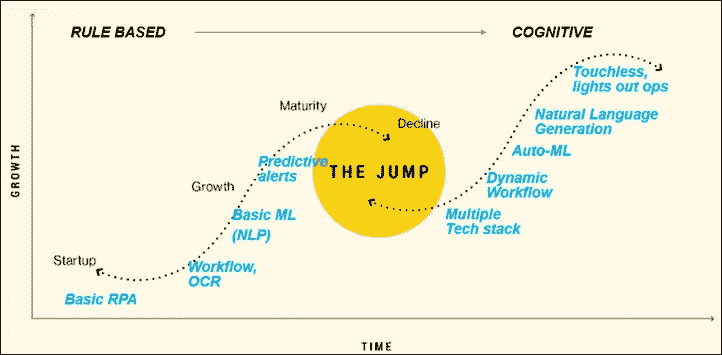 RULE BASED
COGNITIVE
Touchless,
lights out ops
Maturity
Decline
Natural Language
Generation
Auto-ML
Predictive
alerts
THE JUMP
Dynamic
Workflow
Growth
Basic ML
(NLP)
Multiple
Tech stack
Startup
Workflow,
OCR
Basic RPA
GROWTH
TIME